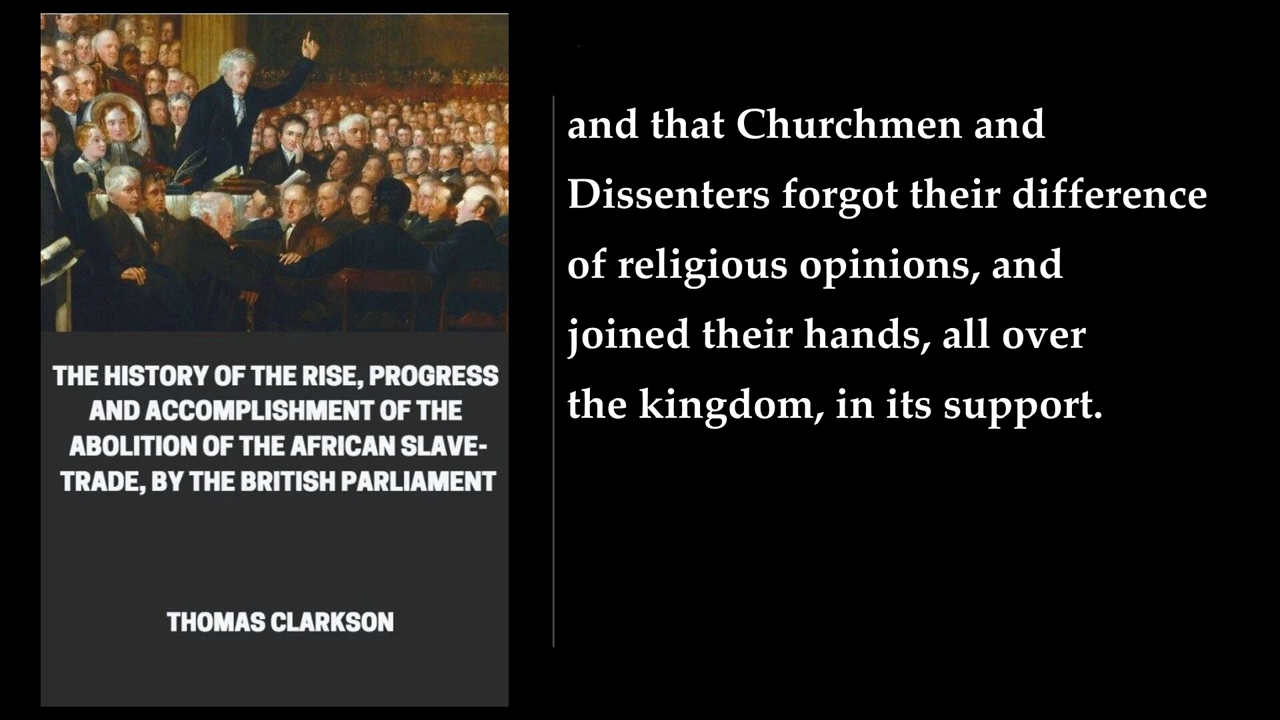 THE HISTORY OF THE RISE, PROGRESS
AND ACCOMPLISHMENT OF THE
ABOLITION OF THE AFRICAN SLAVE-
TRADE, BY THE BRITISH PARLIAMENT
THOMAS CLARKSON
and that Churchmen and
Dissenters forgot their difference
of religious opinions, and
joined their hands, all over
the kingdom, in its support.